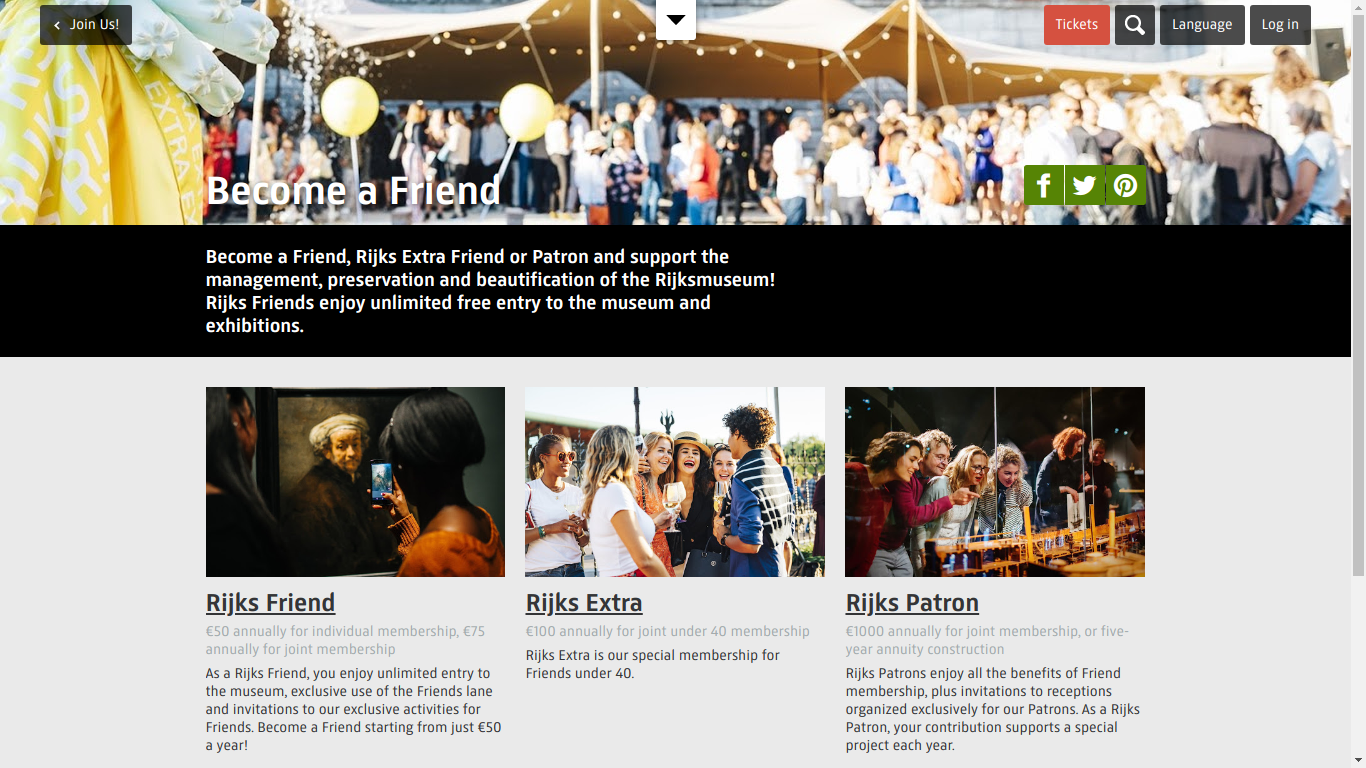 Join Us!
Tickets
Language
Log in
RIJKS
EXTRA
Become a Friend
Become a Friend, Rijks Extra Friend or Patron and support the
management, preservation and beautification of the Rijksmuseum!
Rijks Friends enjoy unlimited free entry to the museum and
exhibitions.
Rijks Friend
€50 annually for individual membership, €75
annually for joint membership
As a Rijks Friend, you enjoy unlimited entry to
the museum, exclusive use of the Friends lane
and invitations to our exclusive activities for
Friends. Become a Friend starting from just €50
a year!
Rijks Extra
€100 annually for joint under 40 membership
Rijks Extra is our special membership for
Friends under 40.
Rijks Patron
€1000 annually for joint membership, or five-
year annuity construction
Rijks Patrons enjoy all the benefits of Friend
membership, plus invitations to receptions
organized exclusively for our Patrons. As a Rijks
Patron, your contribution supports a special
project each year.